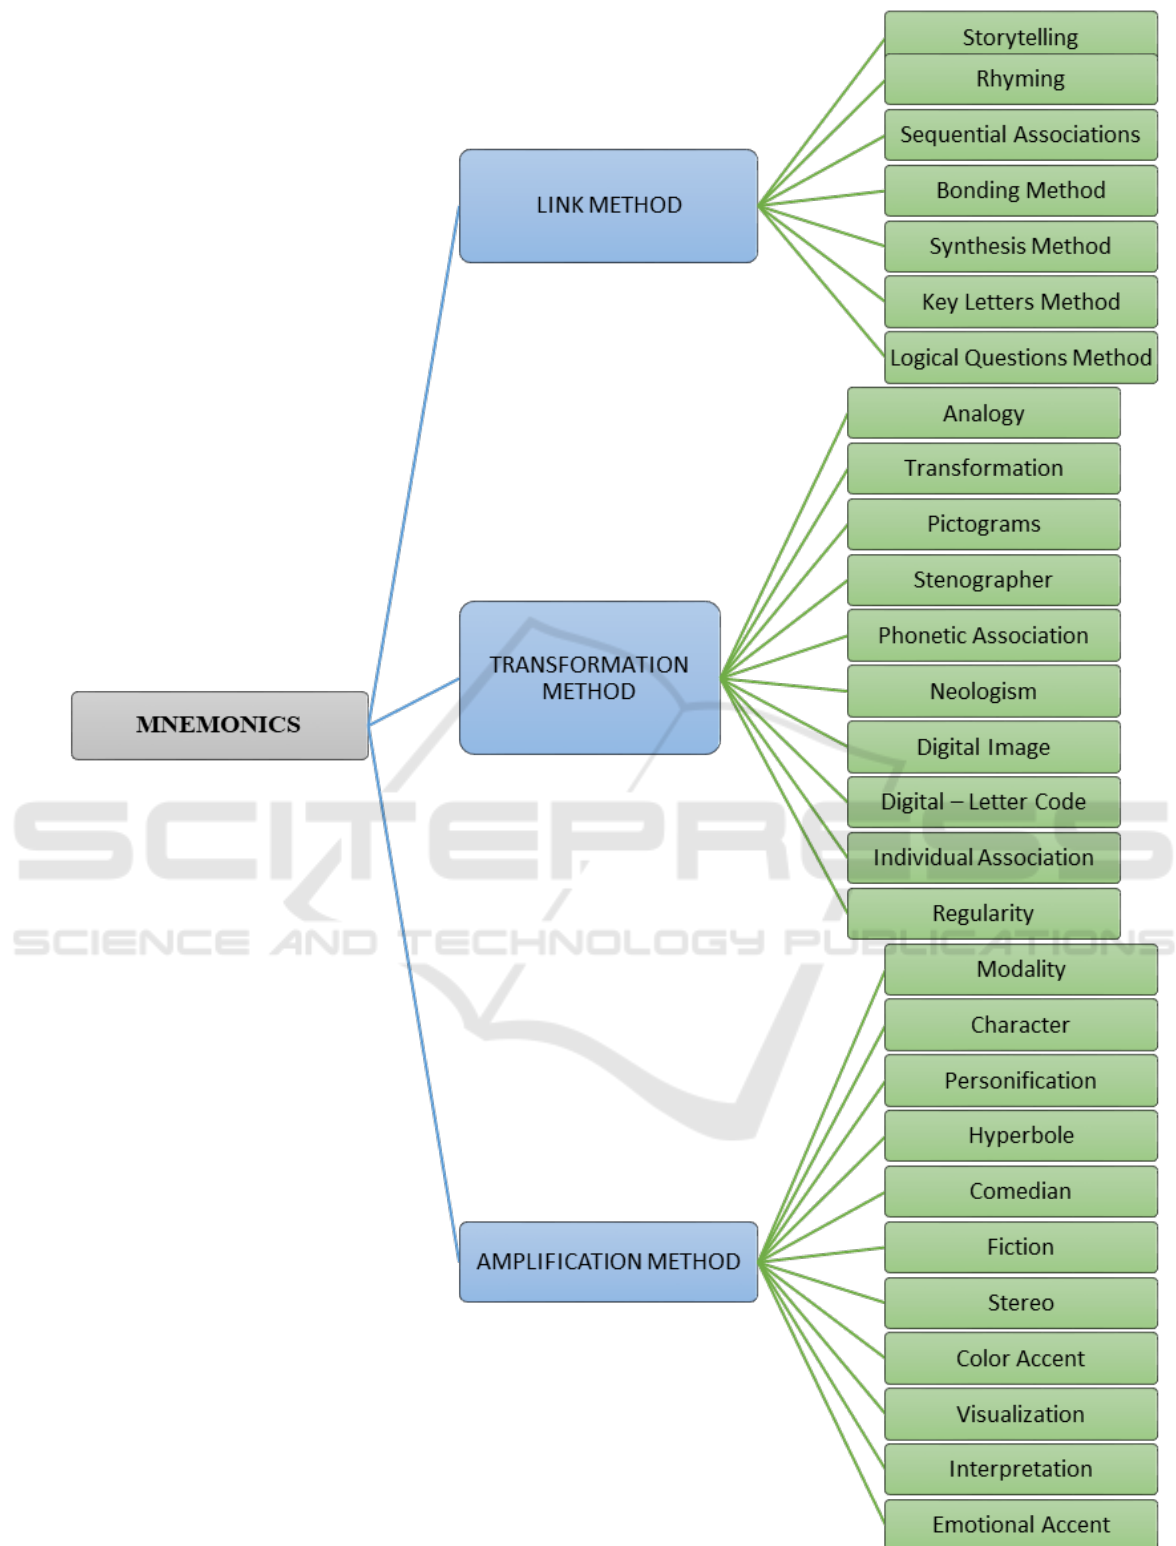 MNEMONICS
LINK METHOD
Storytelling
Rhyming
Sequential Associations
Bonding Method
Synthesis Method
Key Letters Method
Logical Questions Method
TRANSFORMATION
METHOD
Analogy
Transformation
Pictograms
Stenographer
Phonetic Association
Neologism
Digital Image
Digital – Letter Code
Individual Association
Regularity
AMPLIFICATION METHOD
Modality
Character
Personification
Hyperbole
Comedian
Fiction
Stereo
Color Accent
Visualization
Interpretation
Emotional Accent
SCITEPRESS
SCIENCE AND TECHNOLOGY PUBLICATIONS